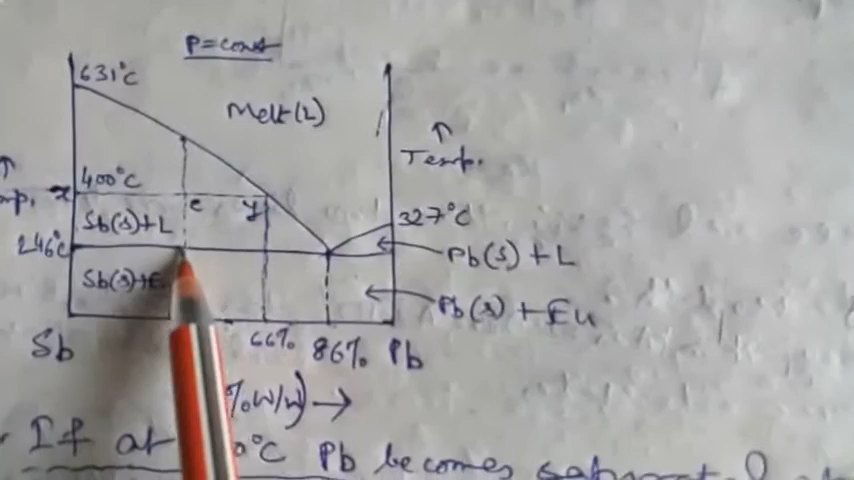 P=const
631°C
Melt(L)
↑
Temp.
↑
x
400°C
e
y
327°C
Sb(s)+L
246°C
Pb(s)+L
Sb(s)+E
Pb(s)+Eu
Sb
66%
86%
Pb
%W/W) →
If at 0°C Pb becomes